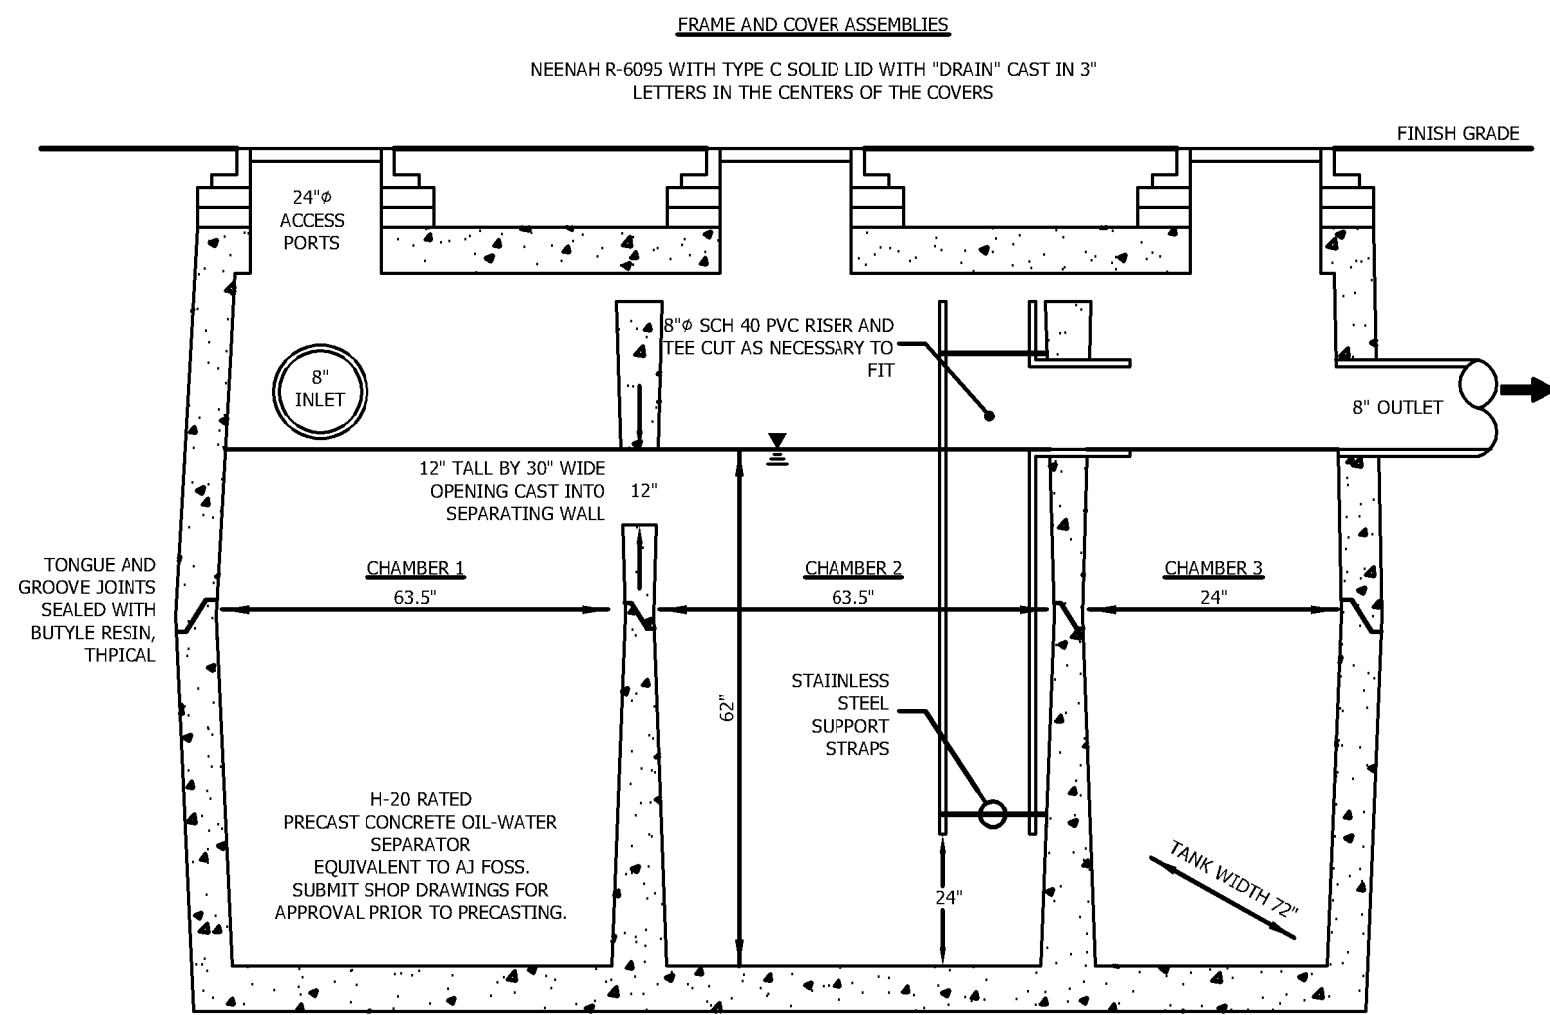 FRAME AND COVER ASSEMBLIES
NEENAH R-6095 WITH TYPE C SOLID LID WITH "DRAIN" CAST IN 3"
LETTERS IN THE CENTERS OF THE COVERS
FINISH GRADE
24"ø
ACCESS
PORTS
8"ø SCH 40 PVC RISER AND
TEE CUT AS NECESSARY TO
FIT
8"
INLET
8" OUTLET
12" TALL BY 30" WIDE
OPENING CAST INTO
SEPARATING WALL
12"
TONGUE AND
GROOVE JOINTS
SEALED WITH
BUTYLE RESIN,
THPICAL
CHAMBER 1
63.5"
CHAMBER 2
63.5"
CHAMBER 3
24"
62"
STAIINLESS
STEEL
SUPPORT
STRAPS
H-20 RATED
PRECAST CONCRETE OIL-WATER
SEPARATOR
EQUIVALENT TO AJ FOSS.
SUBMIT SHOP DRAWINGS FOR
APPROVAL PRIOR TO PRECASTING.
24"
TANK WIDTH 72"